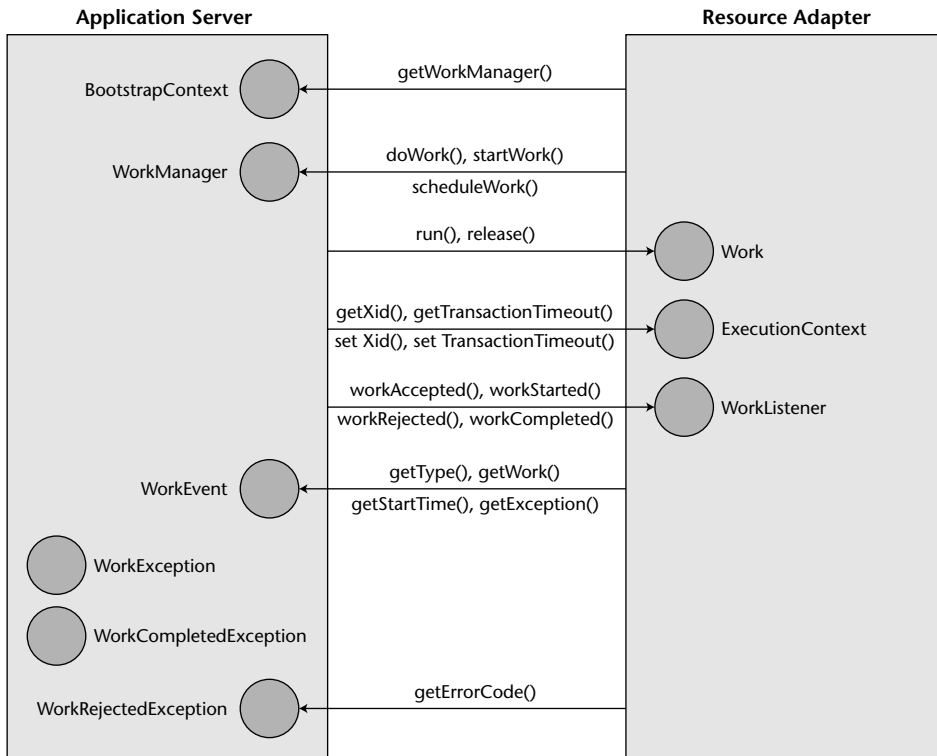 Application Server
Resource Adapter
getWorkManager()
BootstrapContext
doWork(), startWork()
WorkManager
scheduleWork()
run(), release()
Work
getXid(), getTransactionTimeout()
ExecutionContext
set Xid(), set TransactionTimeout()
workAccepted(), workStarted()
WorkListener
workRejected(), workCompleted()
getType(), getWork()
WorkEvent
getStartTime(), getException()
WorkException
WorkCompletedException
getErrorCode()
WorkRejectedException